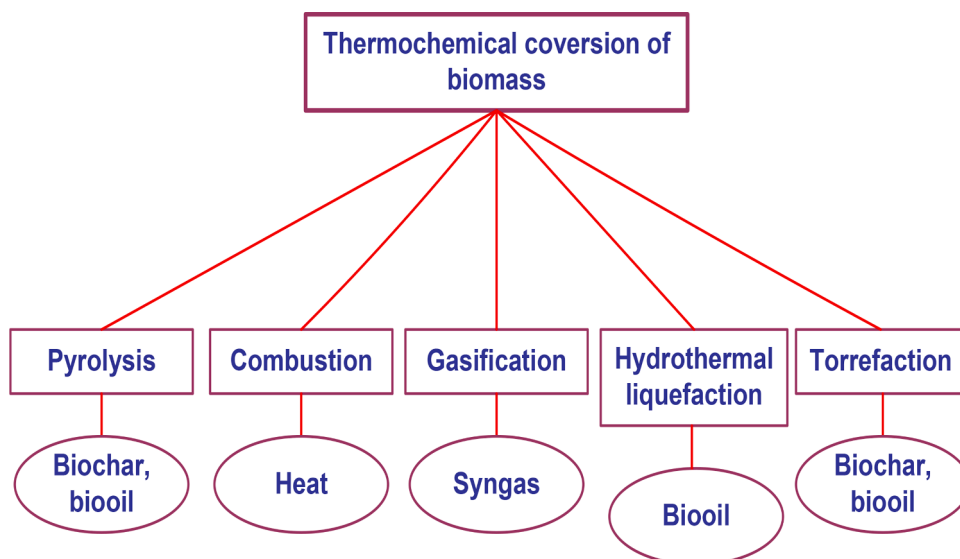 Thermochemical coversion of
biomass
Pyrolysis
Combustion
Gasification
Hydrothermal
liquefaction
Torrefaction
Biochar,
biooil
Heat
Syngas
Biooil
Biochar,
biooil